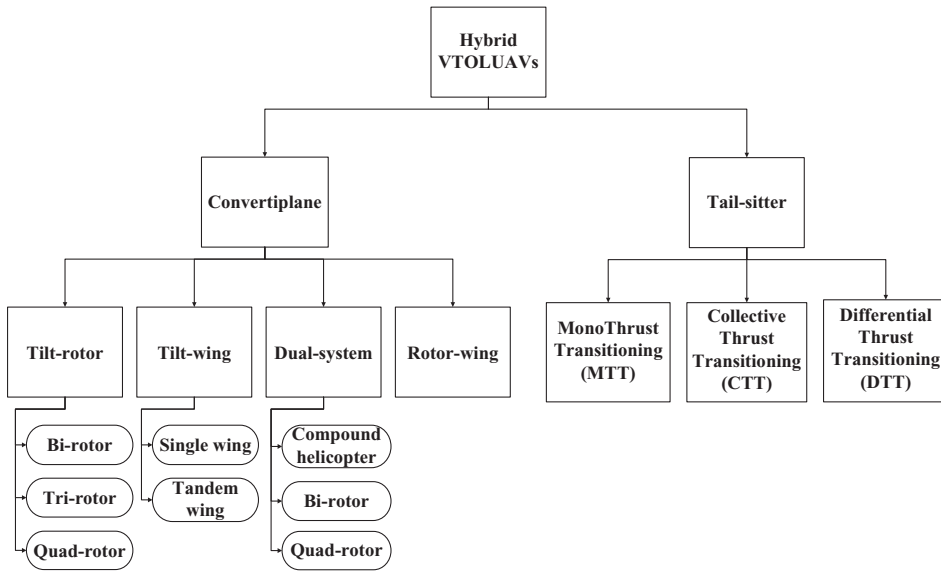 Hybrid
VTOLUAVs
Convertiplane
Tail-sitter
Tilt-rotor
Tilt-wing
Dual-system
Rotor-wing
MonoThrust
Transitioning
(MTT)
Collective
Thrust
Transitioning
(CTT)
Differential
Thrust
Transitioning
(DTT)
Bi-rotor
Tri-rotor
Quad-rotor
Single wing
Tandem
wing
Compound
helicopter
Bi-rotor
Quad-rotor